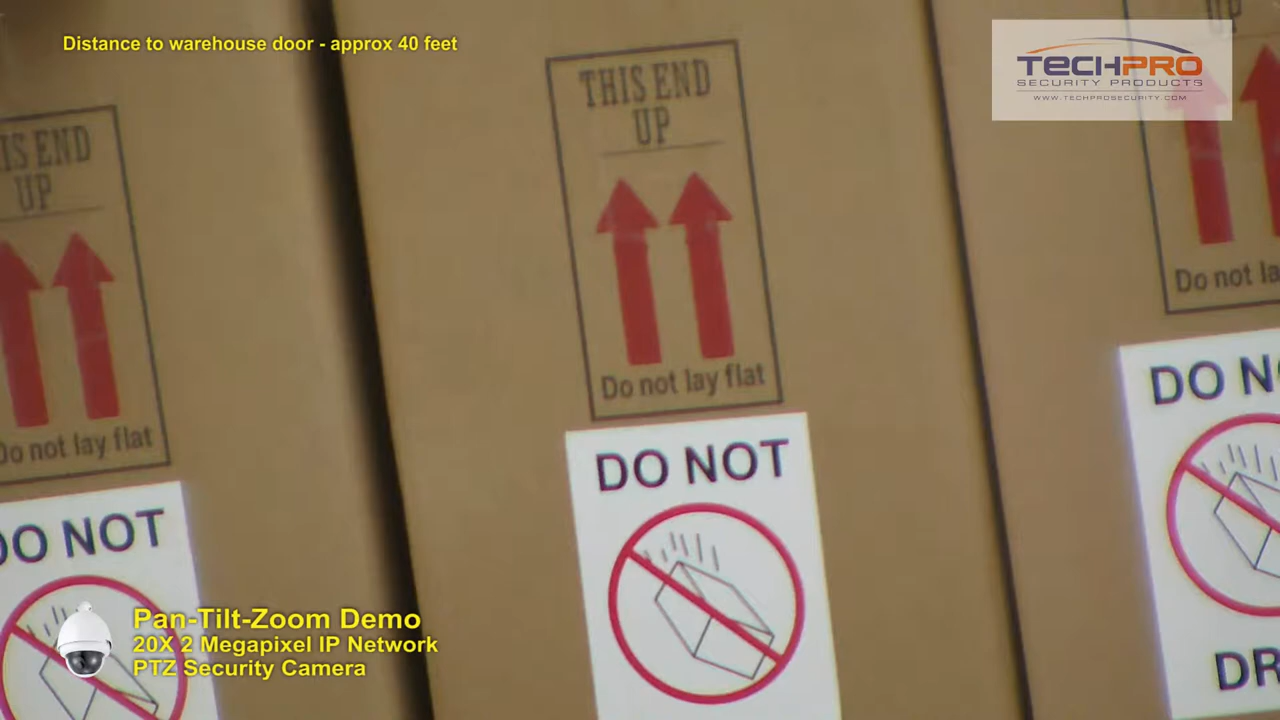 Distance to warehouse door - approx 40 feet
TECHPRO
SECURITY PRODUCTS
WWW.TECHPROSECURITY.COM
UP
THIS END
UP
Do not lay flat
DO NOT
IS END
UP
Do not lay flat
DO NOT
Do not la
DO N
DR
Pan-Tilt-Zoom Demo
20X 2 Megapixel IP Network
PTZ Security Camera